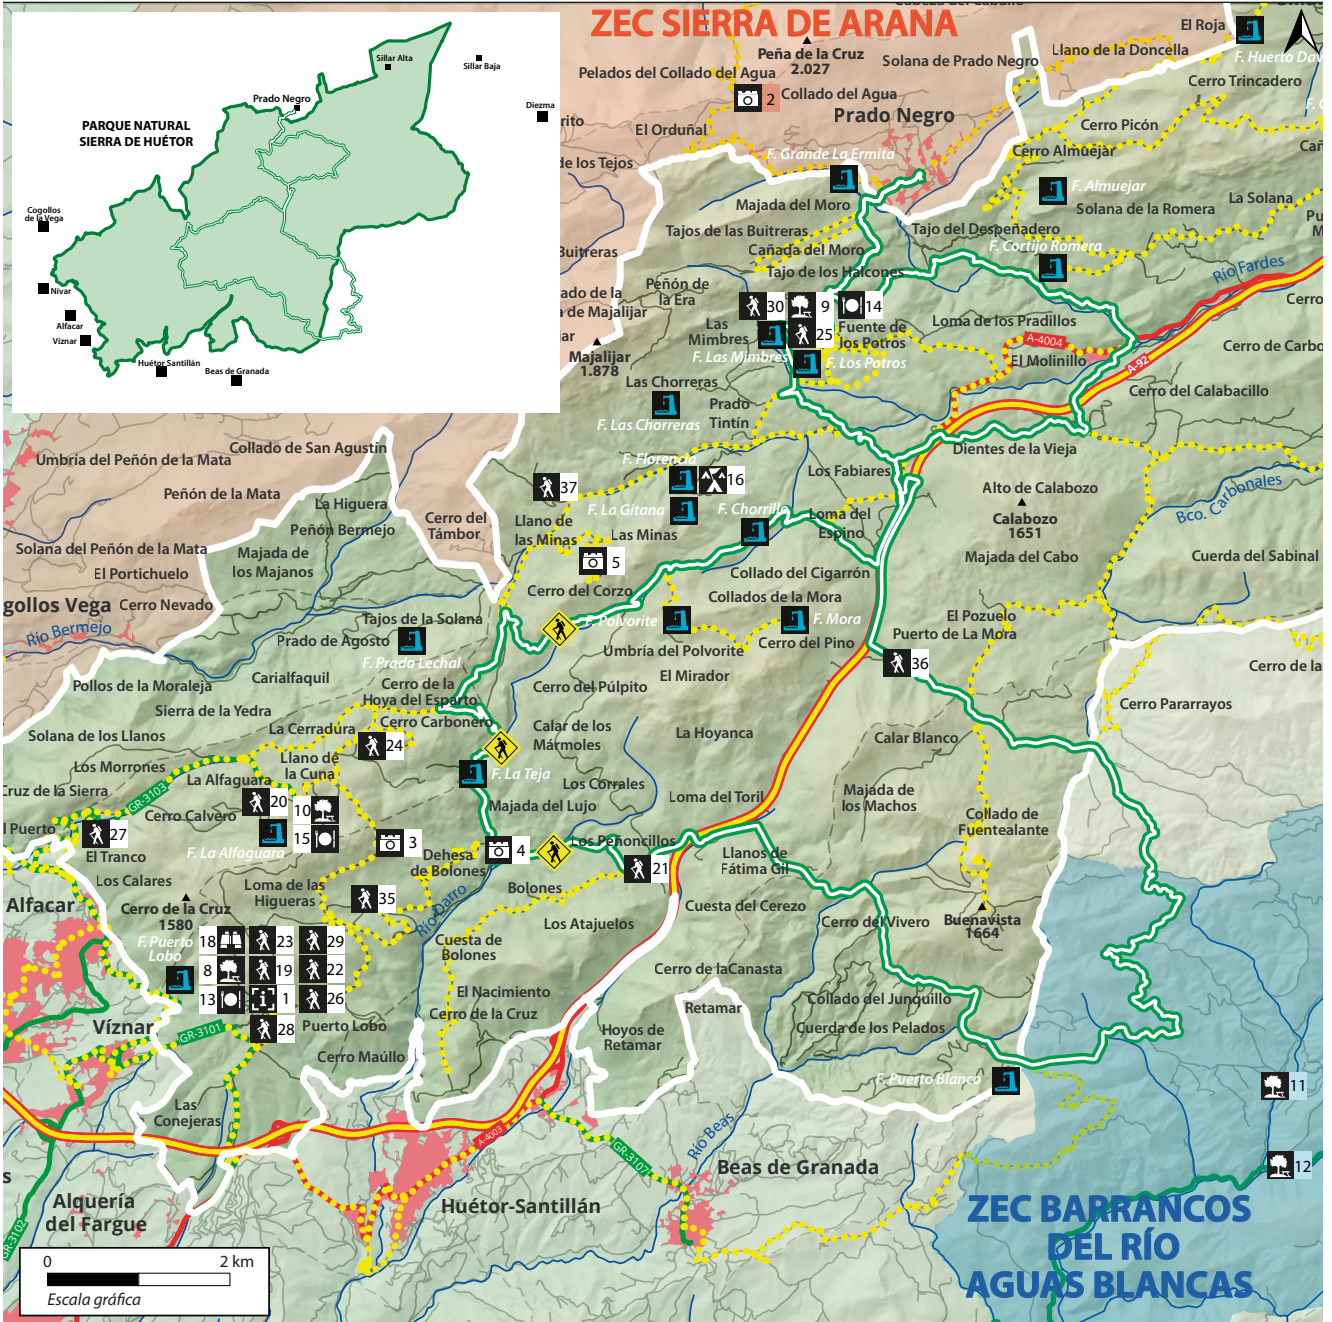 ZEC SIERRA DE ARANA
El Roja
Peña de la Cruz
2.027
Solana de Prado Negro
Llano de la Doncella
F. Huerto Dav
Pelados del Collado del Agua
Cerro Trincadero
2
Collado del Agua
Prado Negro
El Orduñal
Cerro Picón
Cerro Almuéjar
de los Tejos
F. Grande La Ermita
F. Almuejar
La Solana
Majada del Moro
Solana de la Romera
Tajos de las Buitreras
Tajo del Despeñadero
Buitreras
Cañada del Moro
F. Cortijo Romera
Tajo de los Halcones
Río Fardes
Peñón de
la Era
30
9
14
Las
Mimbres
25
Fuente de
los Potros
Loma de los Pradillos
F. Las Mimbres
F. Los Potros
A-4004
El Molinillo
A-92
Majalijar
1.878
Las Chorreras
Cerro del Calabacillo
F. Las Chorreras
Prado
Tintín
PARQUE NATURAL
SIERRA DE HUÉTOR
Sillar Alta
Sillar Baja
Prado Negro
Diezma
Cogollos
de la Vega
Nívar
Alfacar
Víznar
Huétor Santillán
Beas de Granada
Dientes de la Vieja
Collado de San Agustín
Umbría del Peñón de la Mata
F. Florencia
Los Fabiares
16
37
Peñón de la Mata
La Higuera
Alto de Calabozo
Bco. Carbonales
Calabozo
1651
F. La Gitana
F. Chorrillo
Peñón Bermejo
Cerro del
Támbor
Llano de
las Minas
Las Minas
Loma del
Espino
Solana del Peñón de la Mata
Majada de
los Majanos
5
Majada del Cabo
Cuerda del Sabinal
El Portichuelo
Collado del Cigarrón
gollos Vega
Cerro Nevado
Cerro del Corzo
Collados de la Mora
Río Bermejo
Tajos de la Solana
F. Polvorite
F. Mora
El Pozuelo
Prado de Agosto
Puerto de La Mora
F. Prado Lechal
Umbría del Polvorite
Cerro del Pino
36
Pollos de la Moraleja
Carialfaquil
Cerro de la
Hoya del Esparto
Cerro del Púlpito
El Mirador
Cerro Pararrayos
Sierra de la Yedra
La Cerradura
Cerro Carbonero
Calar de los
Mármoles
La Hoyanca
Calar Blanco
Solana de los Llanos
24
Los Morrones
Llano de
la Cuna
F. La Teja
Los Corrales
La Alfaguara
Cruz de la Sierra
GR-3103
20
10
Majada del Lujo
Loma del Toril
Majada de
los Machos
Cerro Calvero
15
l Puerto
27
F. La Alfaguara
3
4
Los Peñoncillos
Collado de
Fuentealante
El Tranco
Dehesa
de Bolones
21
Llanos de
Fátima Gil
Los Calares
Loma de las
Higueras
35
Bolones
Alfacar
Cerro de la Cruz
1580
Río Darro
Los Atajuelos
Cuesta del Cerezo
Cerro del Vivero
Buenavista
1664
F. Puerto
Lobo
18
23
29
8
19
22
13
1
26
28
Cuesta de
Bolones
Cerro de laCanasta
El Nacimiento
Collado del Junquillo
Víznar
GR-3101
Puerto Lobo
Cerro de la Cruz
Retamar
Hoyos de
Retamar
Cuerda de los Pelados
Cerro Maúllo
F. Puerto Blanco
11
Las
Conejeras
A-4003
GR-3107
Río Beas
Beas de Granada
12
Alquería
del Fargue
Huétor-Santillán
GR-3102
ZEC BARRANCOS
DEL RÍO
AGUAS BLANCAS
0
2 km
Escala gráfica